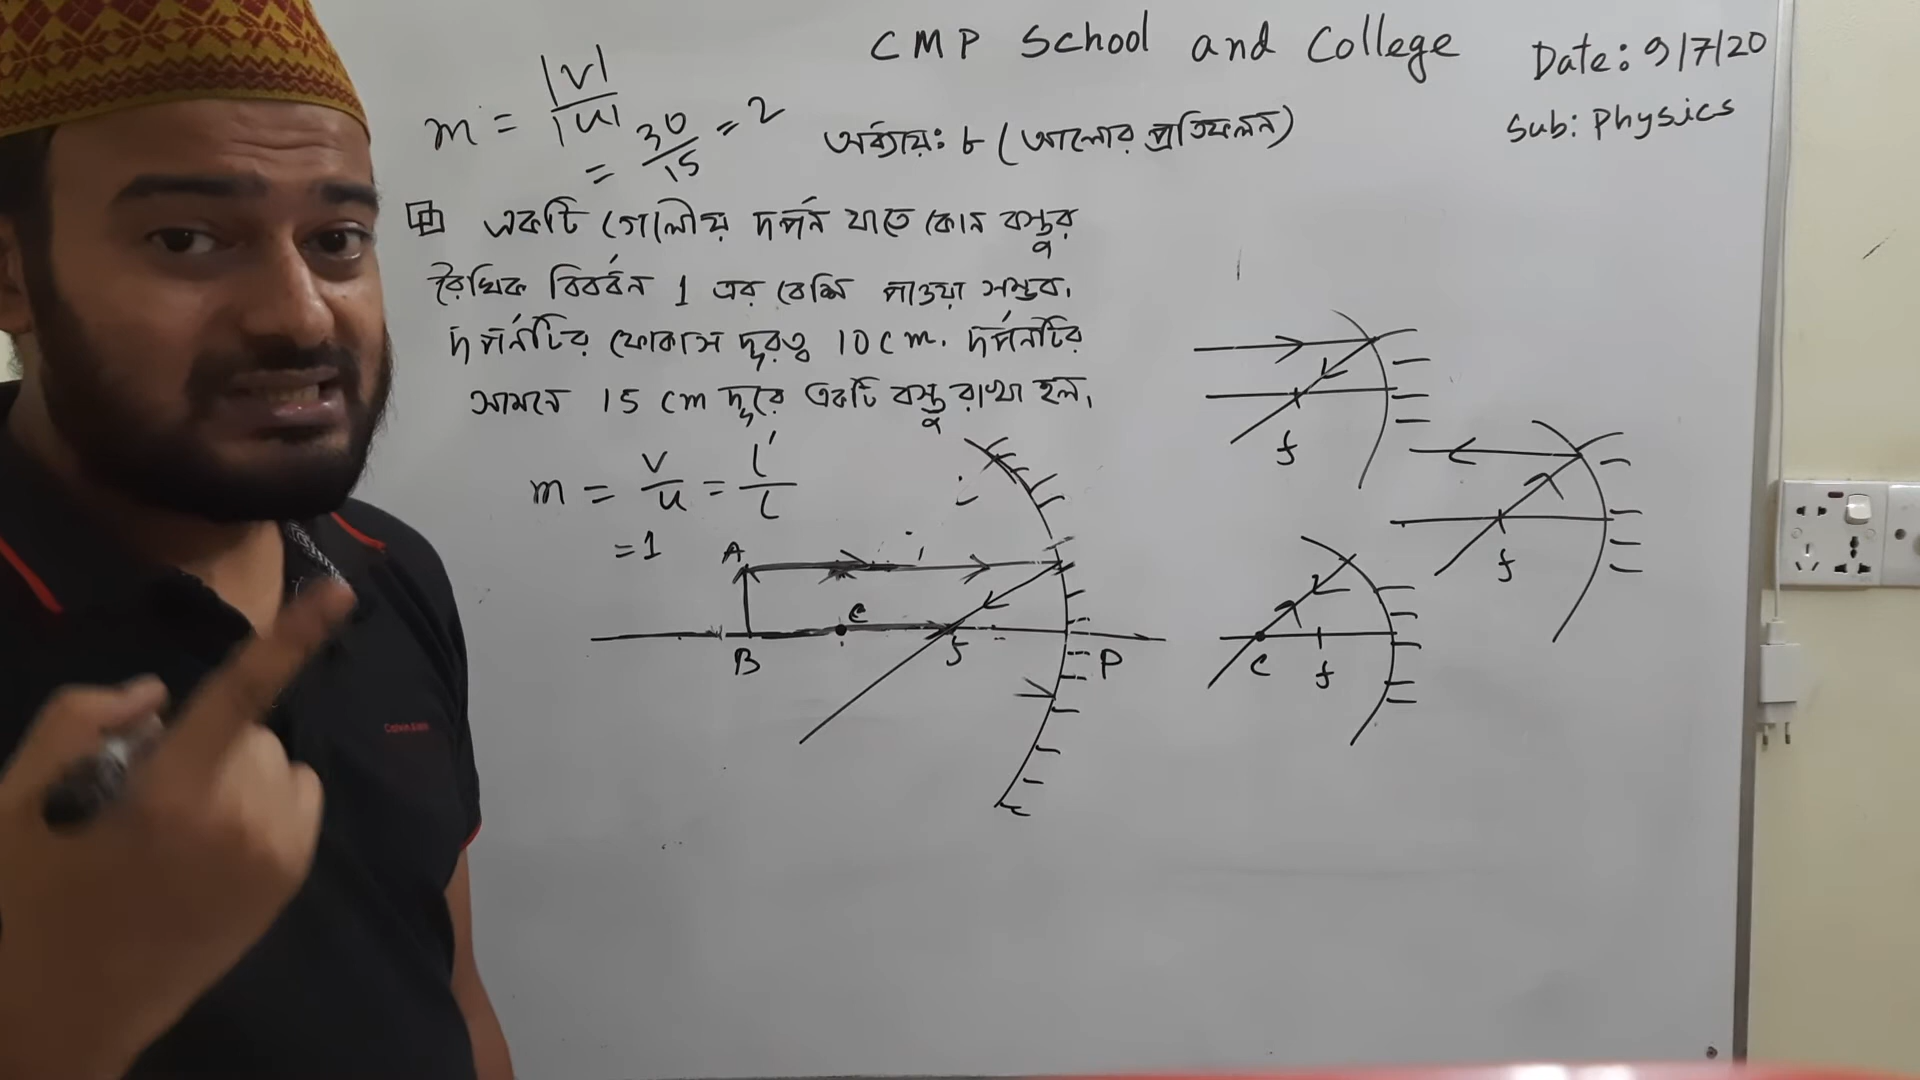 CMP School and College
Date: 9/7/20
Sub: Physics
অধ্যায়: ৮ (আলোর প্রতিফলন)
m = |v|/|u|
= 30/15 = 2
একটি গোলীয় দর্পন যাতে কোন বস্তুর
রৈখিক বিবর্ধন 1 এর বেশি পাওয়া সম্ভব।
দর্পনটির ফোকাস দূরত্ব 10 cm. দর্পনটির
সামনে 15 cm দূরে একটি বস্তু রাখা হল।
m = v/u = l'/l
= 1
A
B
C
f
P
f
f
C
f
Calvin Klein